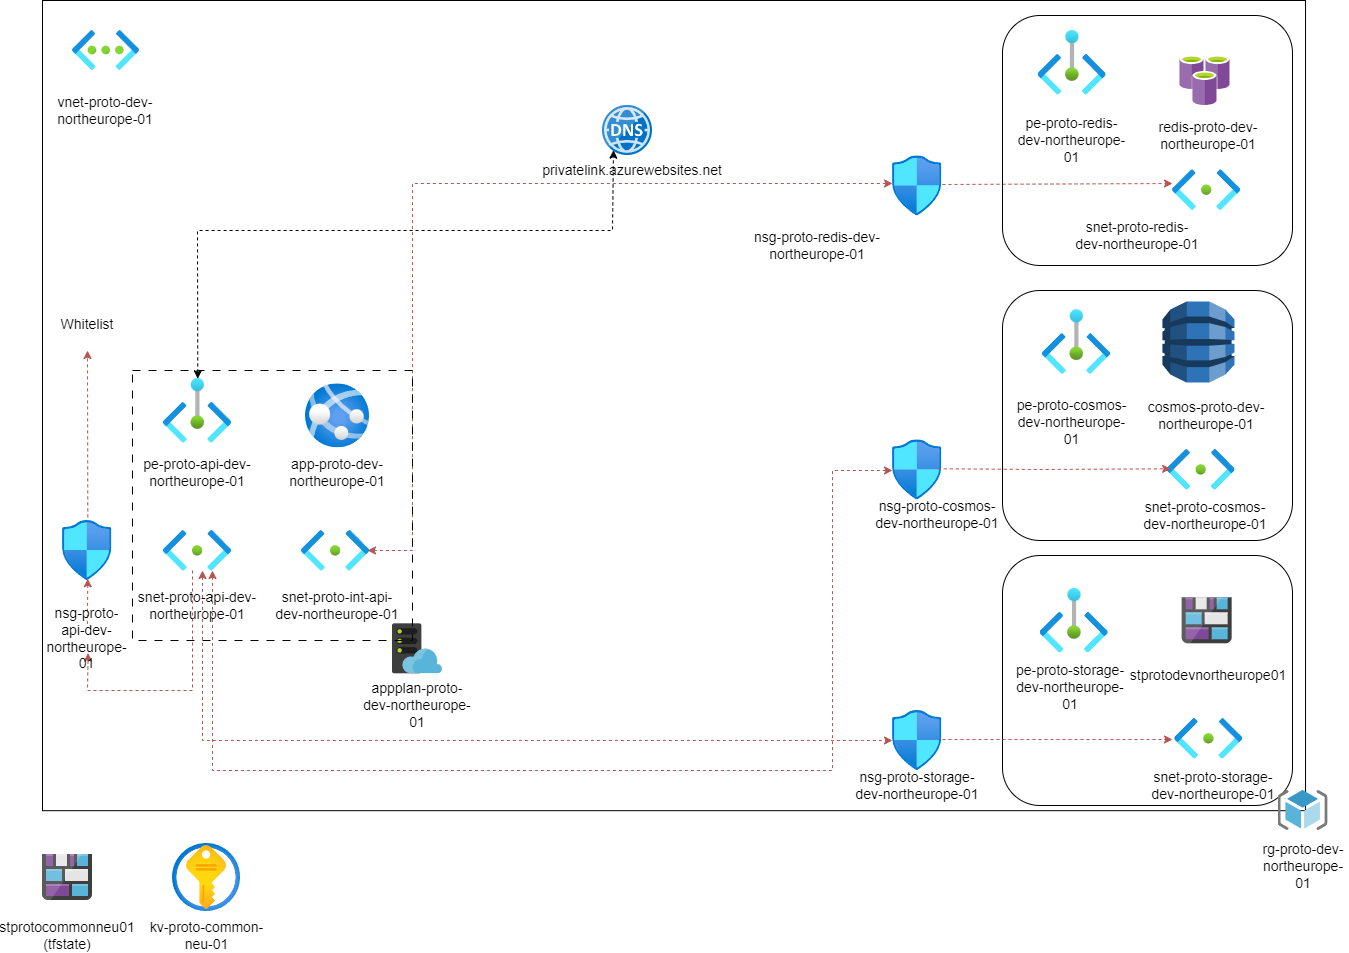 vnet-proto-dev-
northeurope-01
DNS
privatelink.azurewebsites.net
pe-proto-redis-
dev-northeurope-
01
redis-proto-dev-
northeurope-01
snet-proto-redis-
dev-northeurope-01
nsg-proto-redis-dev-
northeurope-01
Whitelist
pe-proto-api-dev-
northeurope-01
app-proto-dev-
northeurope-01
pe-proto-cosmos-
dev-northeurope-
01
cosmos-proto-dev-
northeurope-01
nsg-proto-cosmos-
dev-northeurope-01
snet-proto-cosmos-
dev-northeurope-01
nsg-proto-
api-dev-
northeurope-
01
snet-proto-api-dev-
northeurope-01
snet-proto-int-api-
dev-northeurope-01
appplan-proto-
dev-northeurope-
01
pe-proto-storage-
dev-northeurope-
01
stprotodevnortheurope01
nsg-proto-storage-
dev-northeurope-01
snet-proto-storage-
dev-northeurope-01
rg-proto-dev-
northeurope-
01
stprotocommonneu01
(tfstate)
kv-proto-common-
neu-01